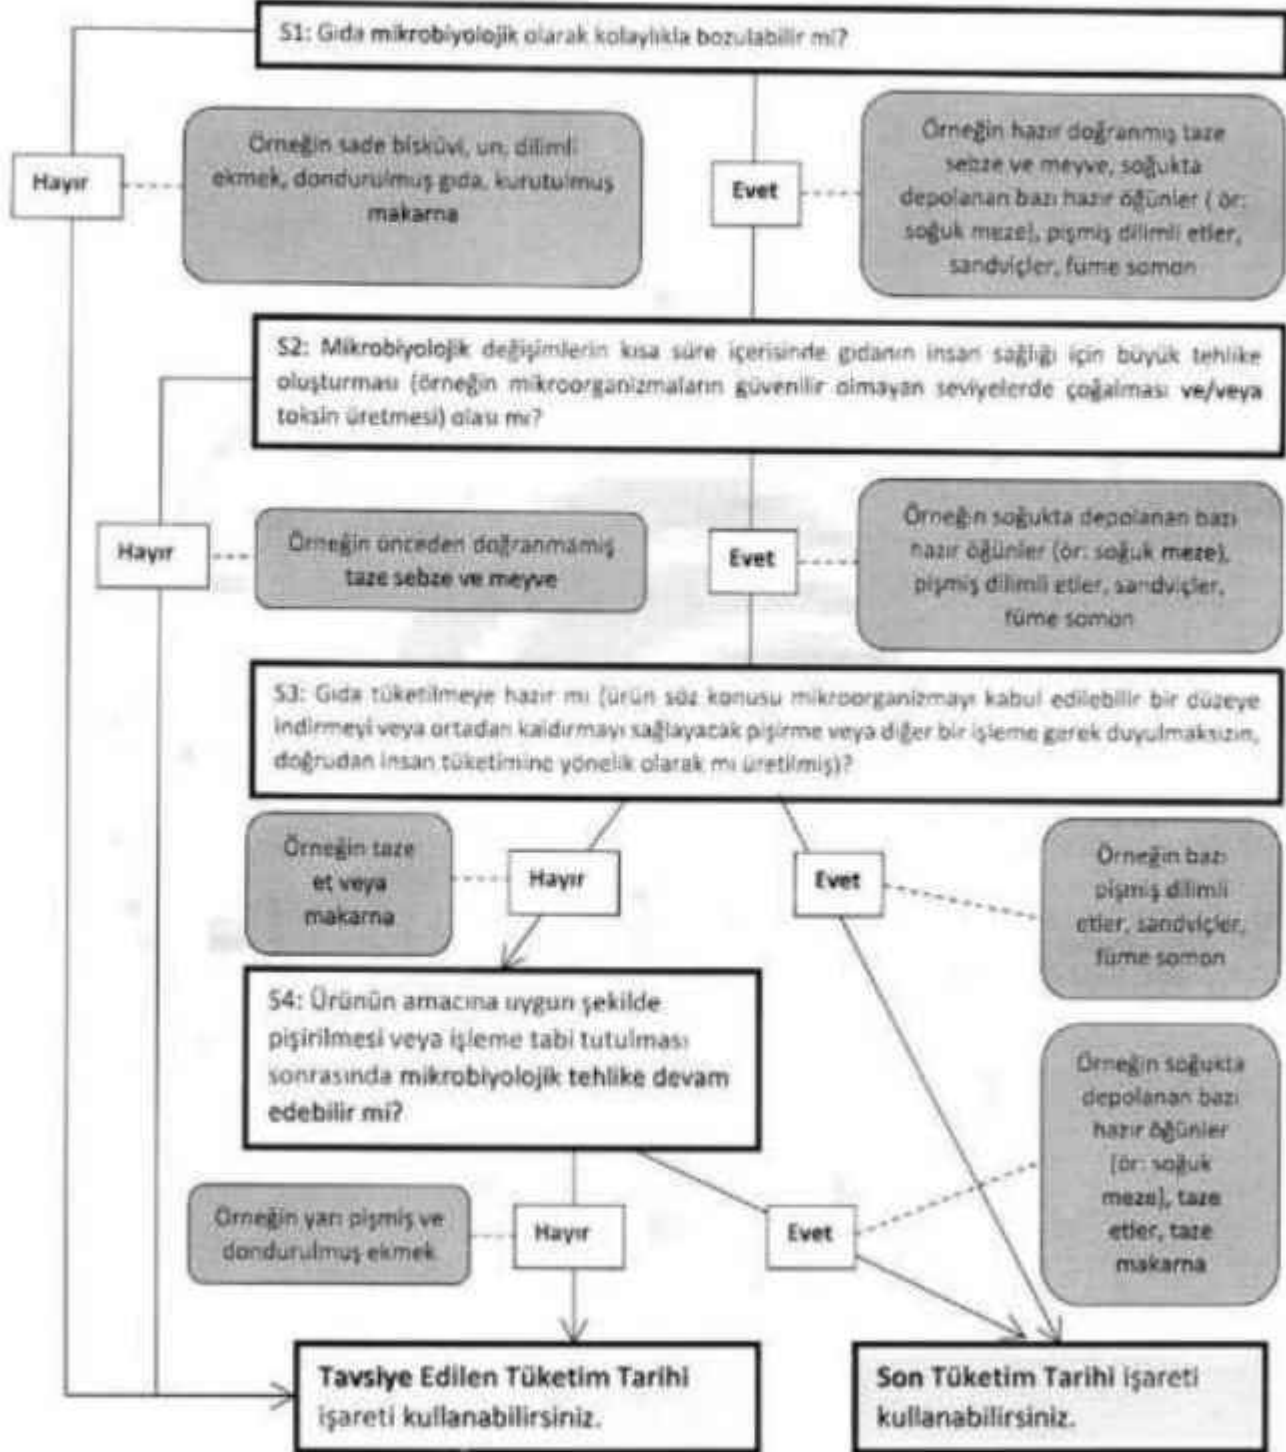 S1: Gıda mikrobiyolojik olarak kolaylıkla bozulabilir mi?
Hayır
Örneğin sade bisküvi, un, dilimli
ekmek, dondurulmuş gıda, kurutulmuş
makarna
Evet
Örneğin hazır doğranmış taze
sebze ve meyve, soğukta
depolanan bazı hazır öğünler ( ör:
soğuk meze), pişmiş dilimli etler,
sandviçler, füme somon
S2: Mikrobiyolojik değişimlerin kısa süre içerisinde gıdanın insan sağlığı için büyük tehlike
oluşturması (örneğin mikroorganizmaların güvenilir olmayan seviyelerde çoğalması ve/veya
toksin üretmesi) olası mı?
Hayır
Örneğin önceden doğranmamış
taze sebze ve meyve
Evet
Örneğin soğukta depolanan bazı
hazır öğünler (ör: soğuk meze),
pişmiş dilimli etler, sandviçler,
füme somon
S3: Gıda tüketilmeye hazır mı (ürün söz konusu mikroorganizmayı kabul edilebilir bir düzeye
indirmeyi veya ortadan kaldırmayı sağlayacak pişirme veya diğer bir işleme gerek duyulmaksızın,
doğrudan insan tüketimine yönelik olarak mı üretilmiş)?
Örneğin taze
et veya
makarna
Hayır
Evet
Örneğin bazı
pişmiş dilimli
etler, sandviçler,
füme somon
S4: Ürünün amacına uygun şekilde
pişirilmesi veya işleme tabi tutulması
sonrasında mikrobiyolojik tehlike devam
edebilir mi?
Örneğin soğukta
depolanan bazı
hazır öğünler
(ör: soğuk
meze), taze
etler, taze
makarna
Örneğin yarı pişmiş ve
dondurulmuş ekmek
Hayır
Evet
Tavsiye Edilen Tüketim Tarihi
işareti kullanabilirsiniz.
Son Tüketim Tarihi işareti
kullanabilirsiniz.